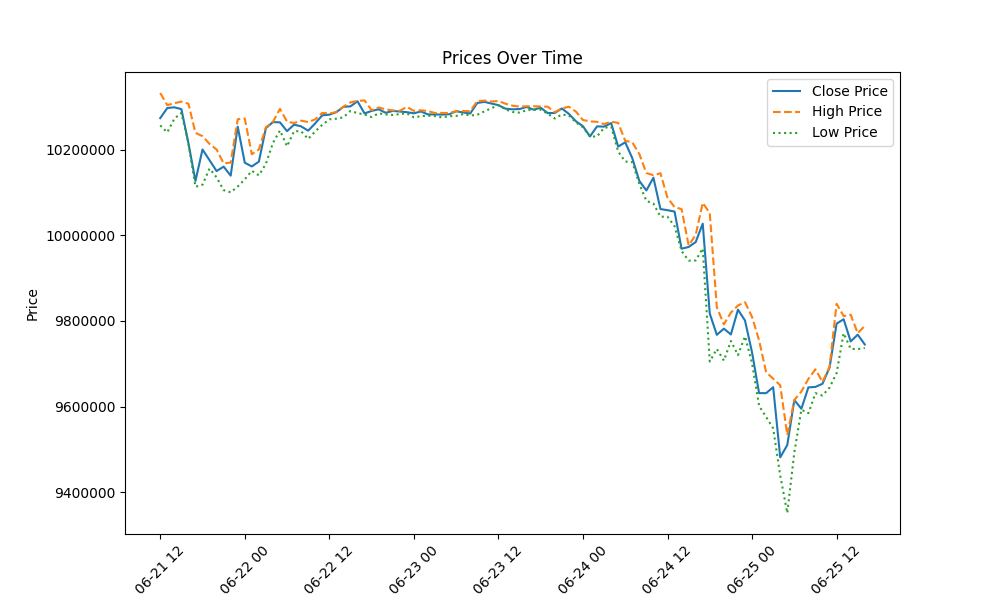 Prices Over Time
Close Price
High Price
Low Price
Price
10200000
10000000
9800000
9600000
9400000
06-21 12
06-22 00
06-22 12
06-23 00
06-23 12
06-24 00
06-24 12
06-25 00
06-25 12